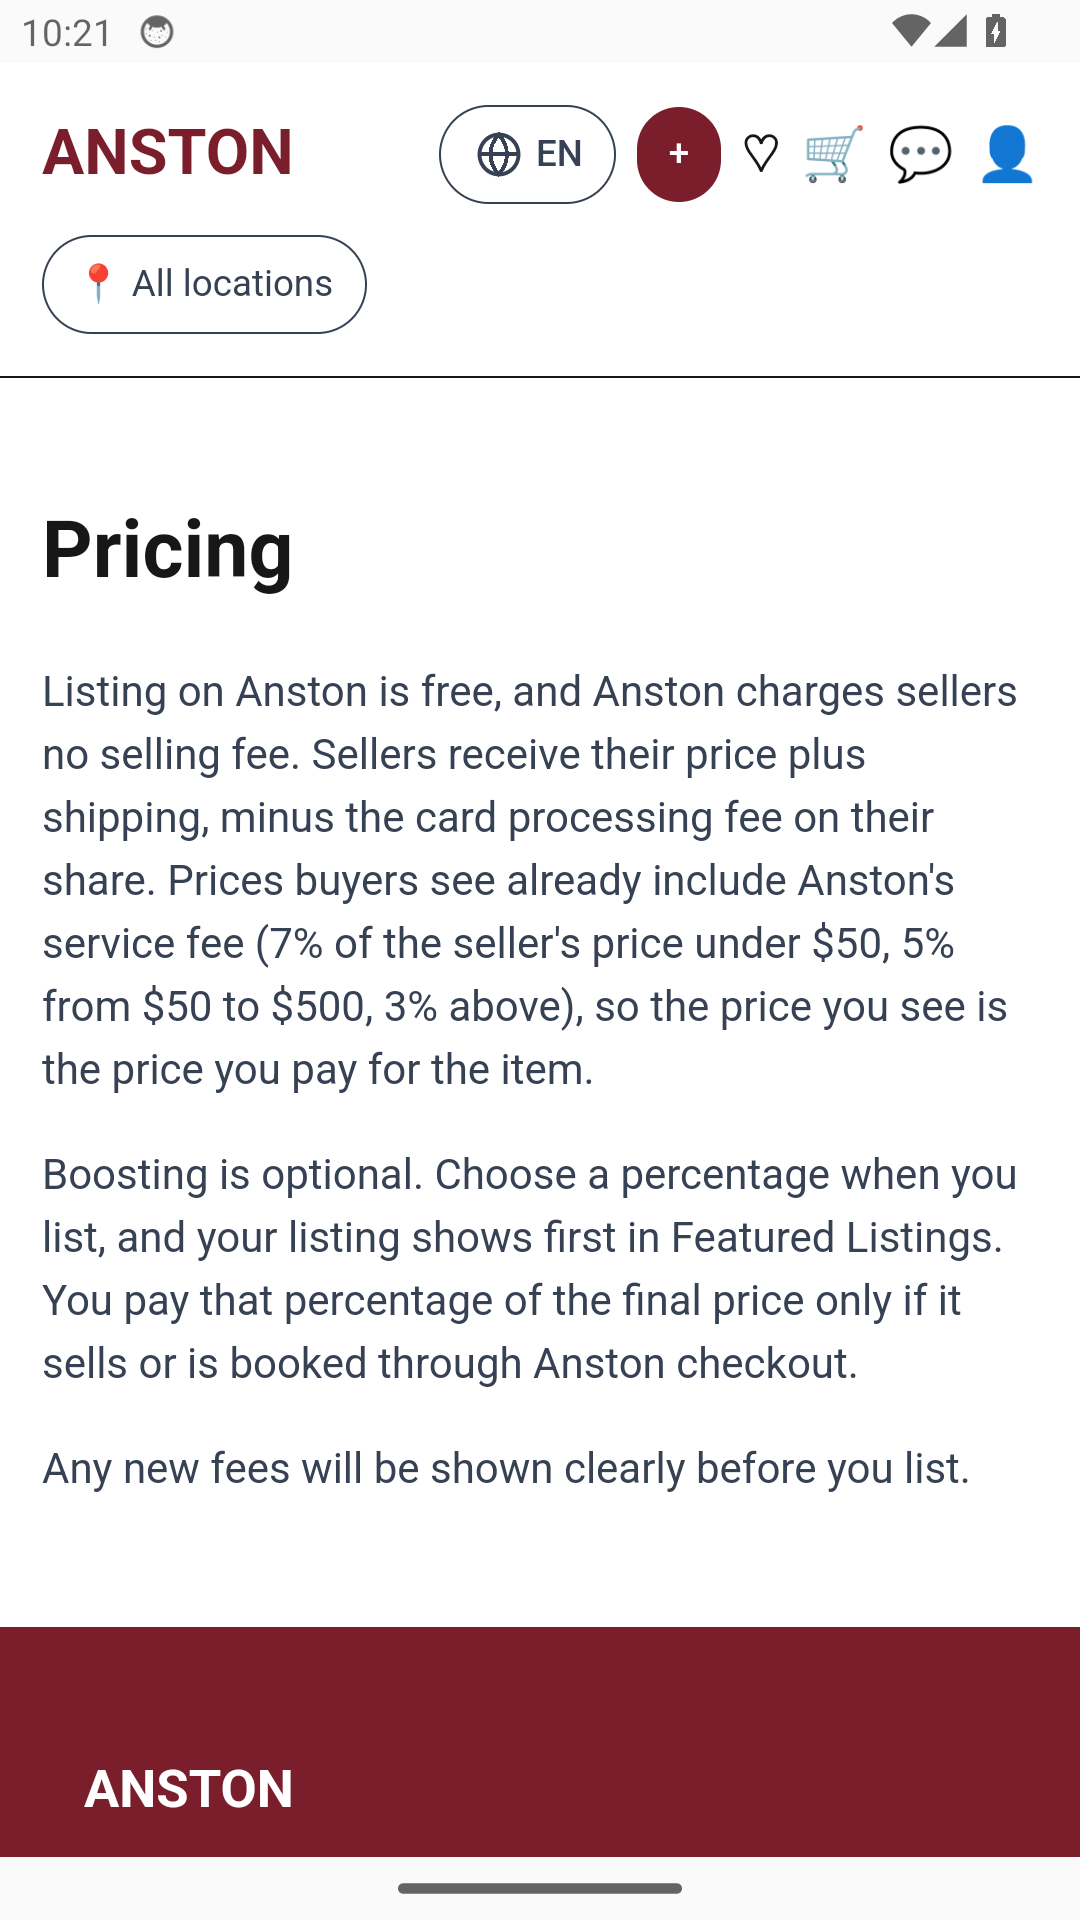 10:21
ANSTON
EN
+
All locations
Pricing
Listing on Anston is free, and Anston charges sellers
no selling fee. Sellers receive their price plus
shipping, minus the card processing fee on their
share. Prices buyers see already include Anston's
service fee (7% of the seller's price under $50, 5%
from $50 to $500, 3% above), so the price you see is
the price you pay for the item.
Boosting is optional. Choose a percentage when you
list, and your listing shows first in Featured Listings.
You pay that percentage of the final price only if it
sells or is booked through Anston checkout.
Any new fees will be shown clearly before you list.
ANSTON